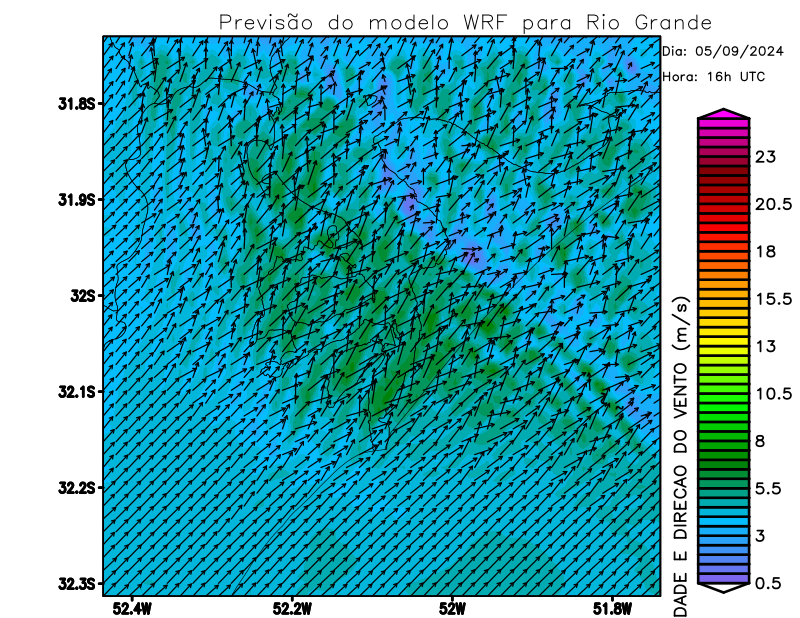 Previsão do modelo WRF para Rio Grande
Dia: 05/09/2024
Hora: 16h UTC
31.8S
31.9S
32S
32.1S
32.2S
32.3S
52.4W
52.2W
52W
51.8W
DADE E DIRECAO DO VENTO (m/s)
23
20.5
18
15.5
13
10.5
8
5.5
3
0.5